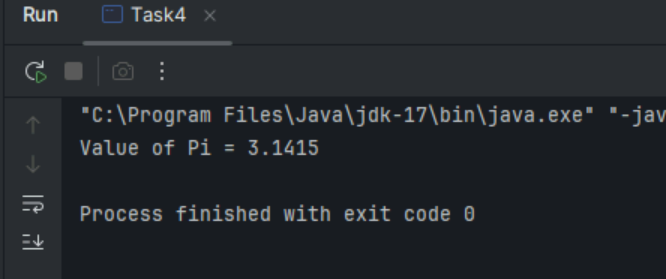 Run Task4
"C:\Program Files\Java\jdk-17\bin\java.exe" "-jav
Value of Pi = 3.1415
Process finished with exit code 0